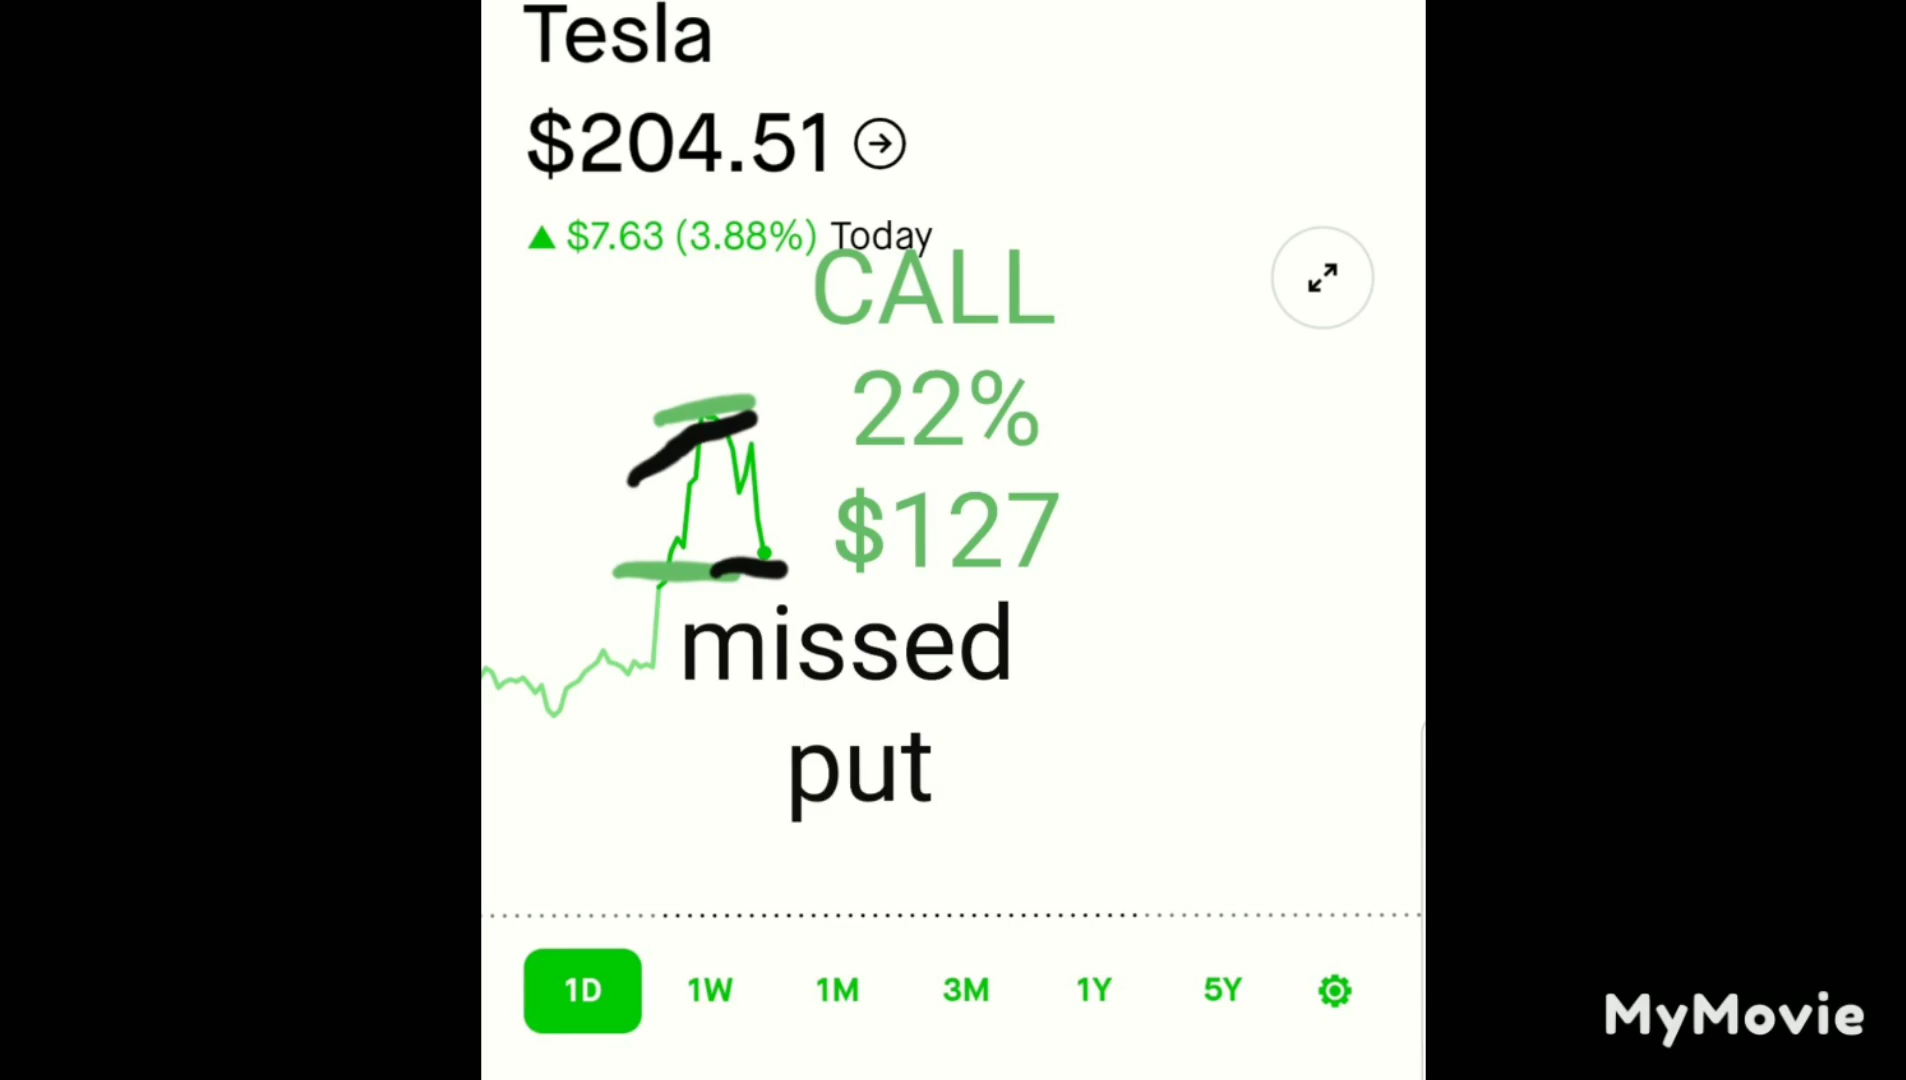 Tesla
$204.51
▲ $7.63 (3.88%) Today
CALL
22%
$127
missed
put
1D 1W 1M 3M 1Y 5Y
MyMovie